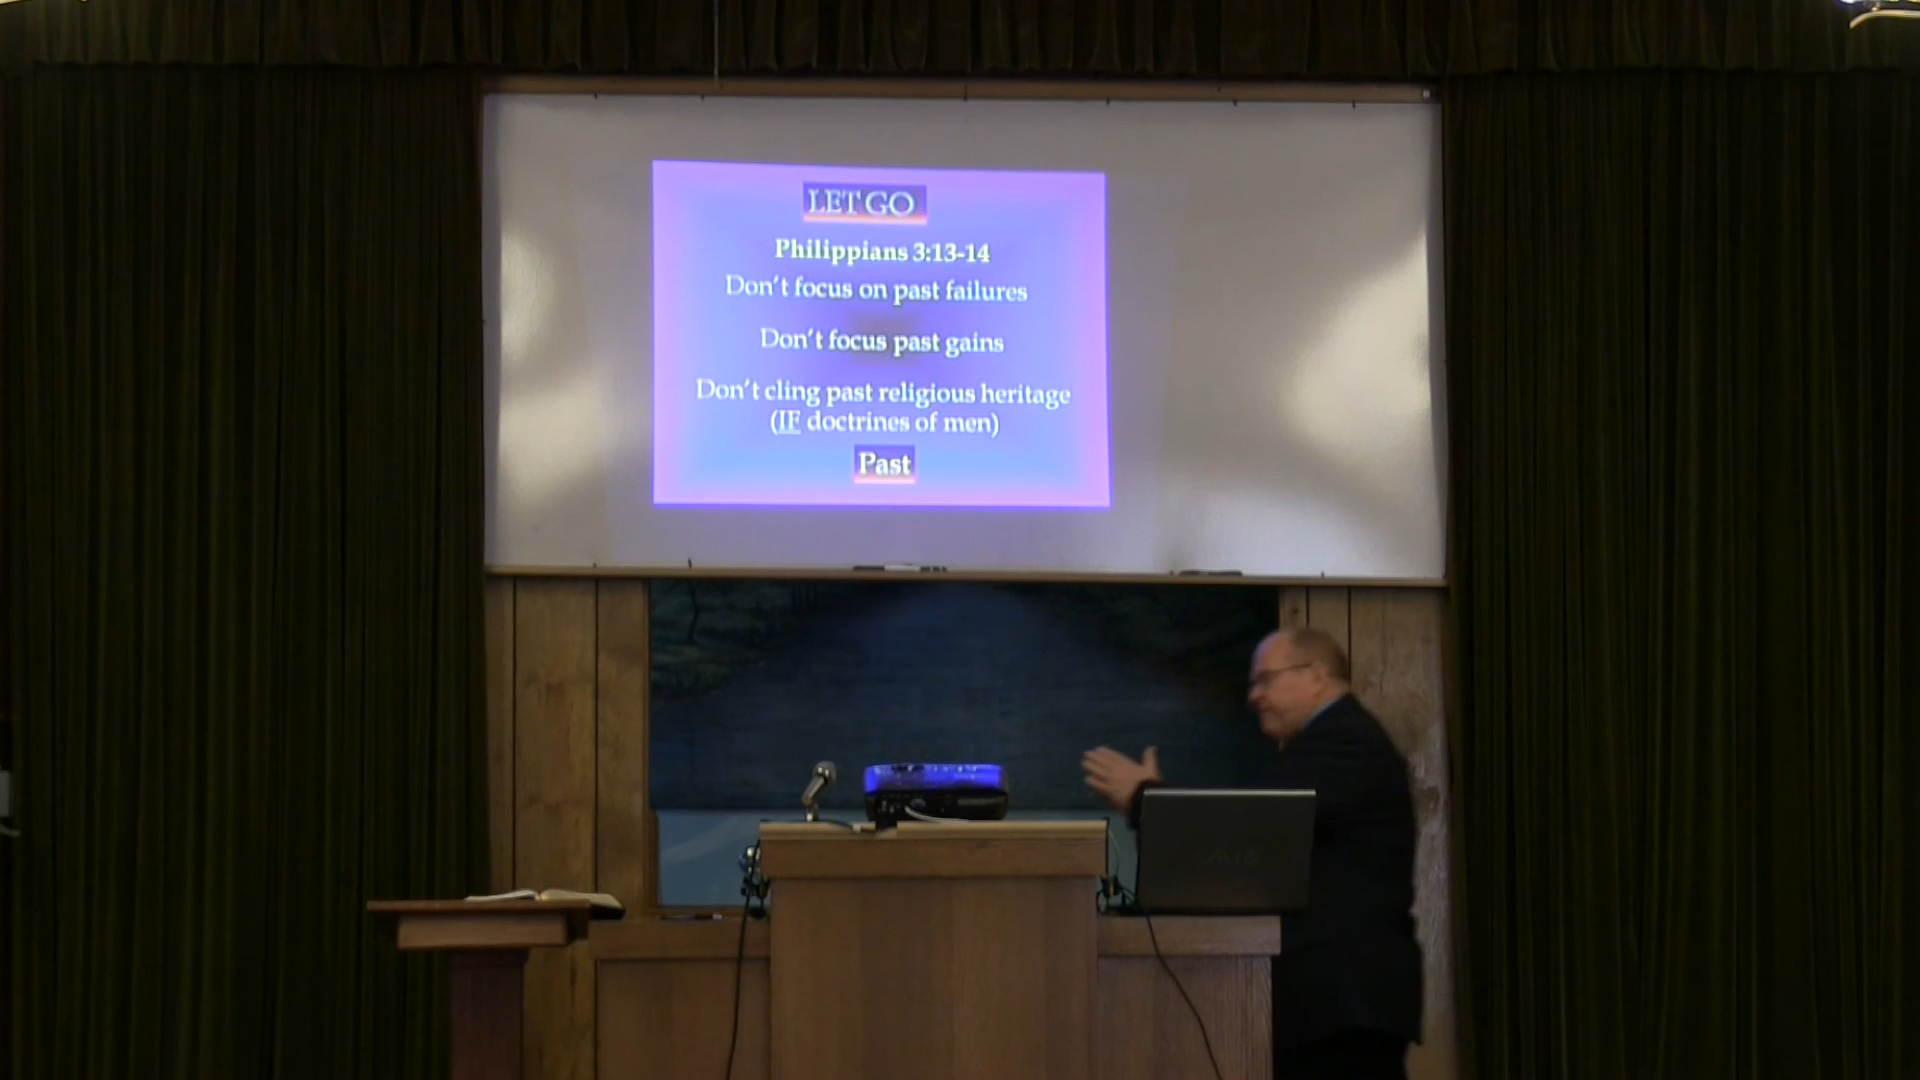 LET GO
Philippians 3:13-14
Don't focus on past failures
Don't focus past gains
Don't cling past religious heritage
(IF doctrines of men)
Past